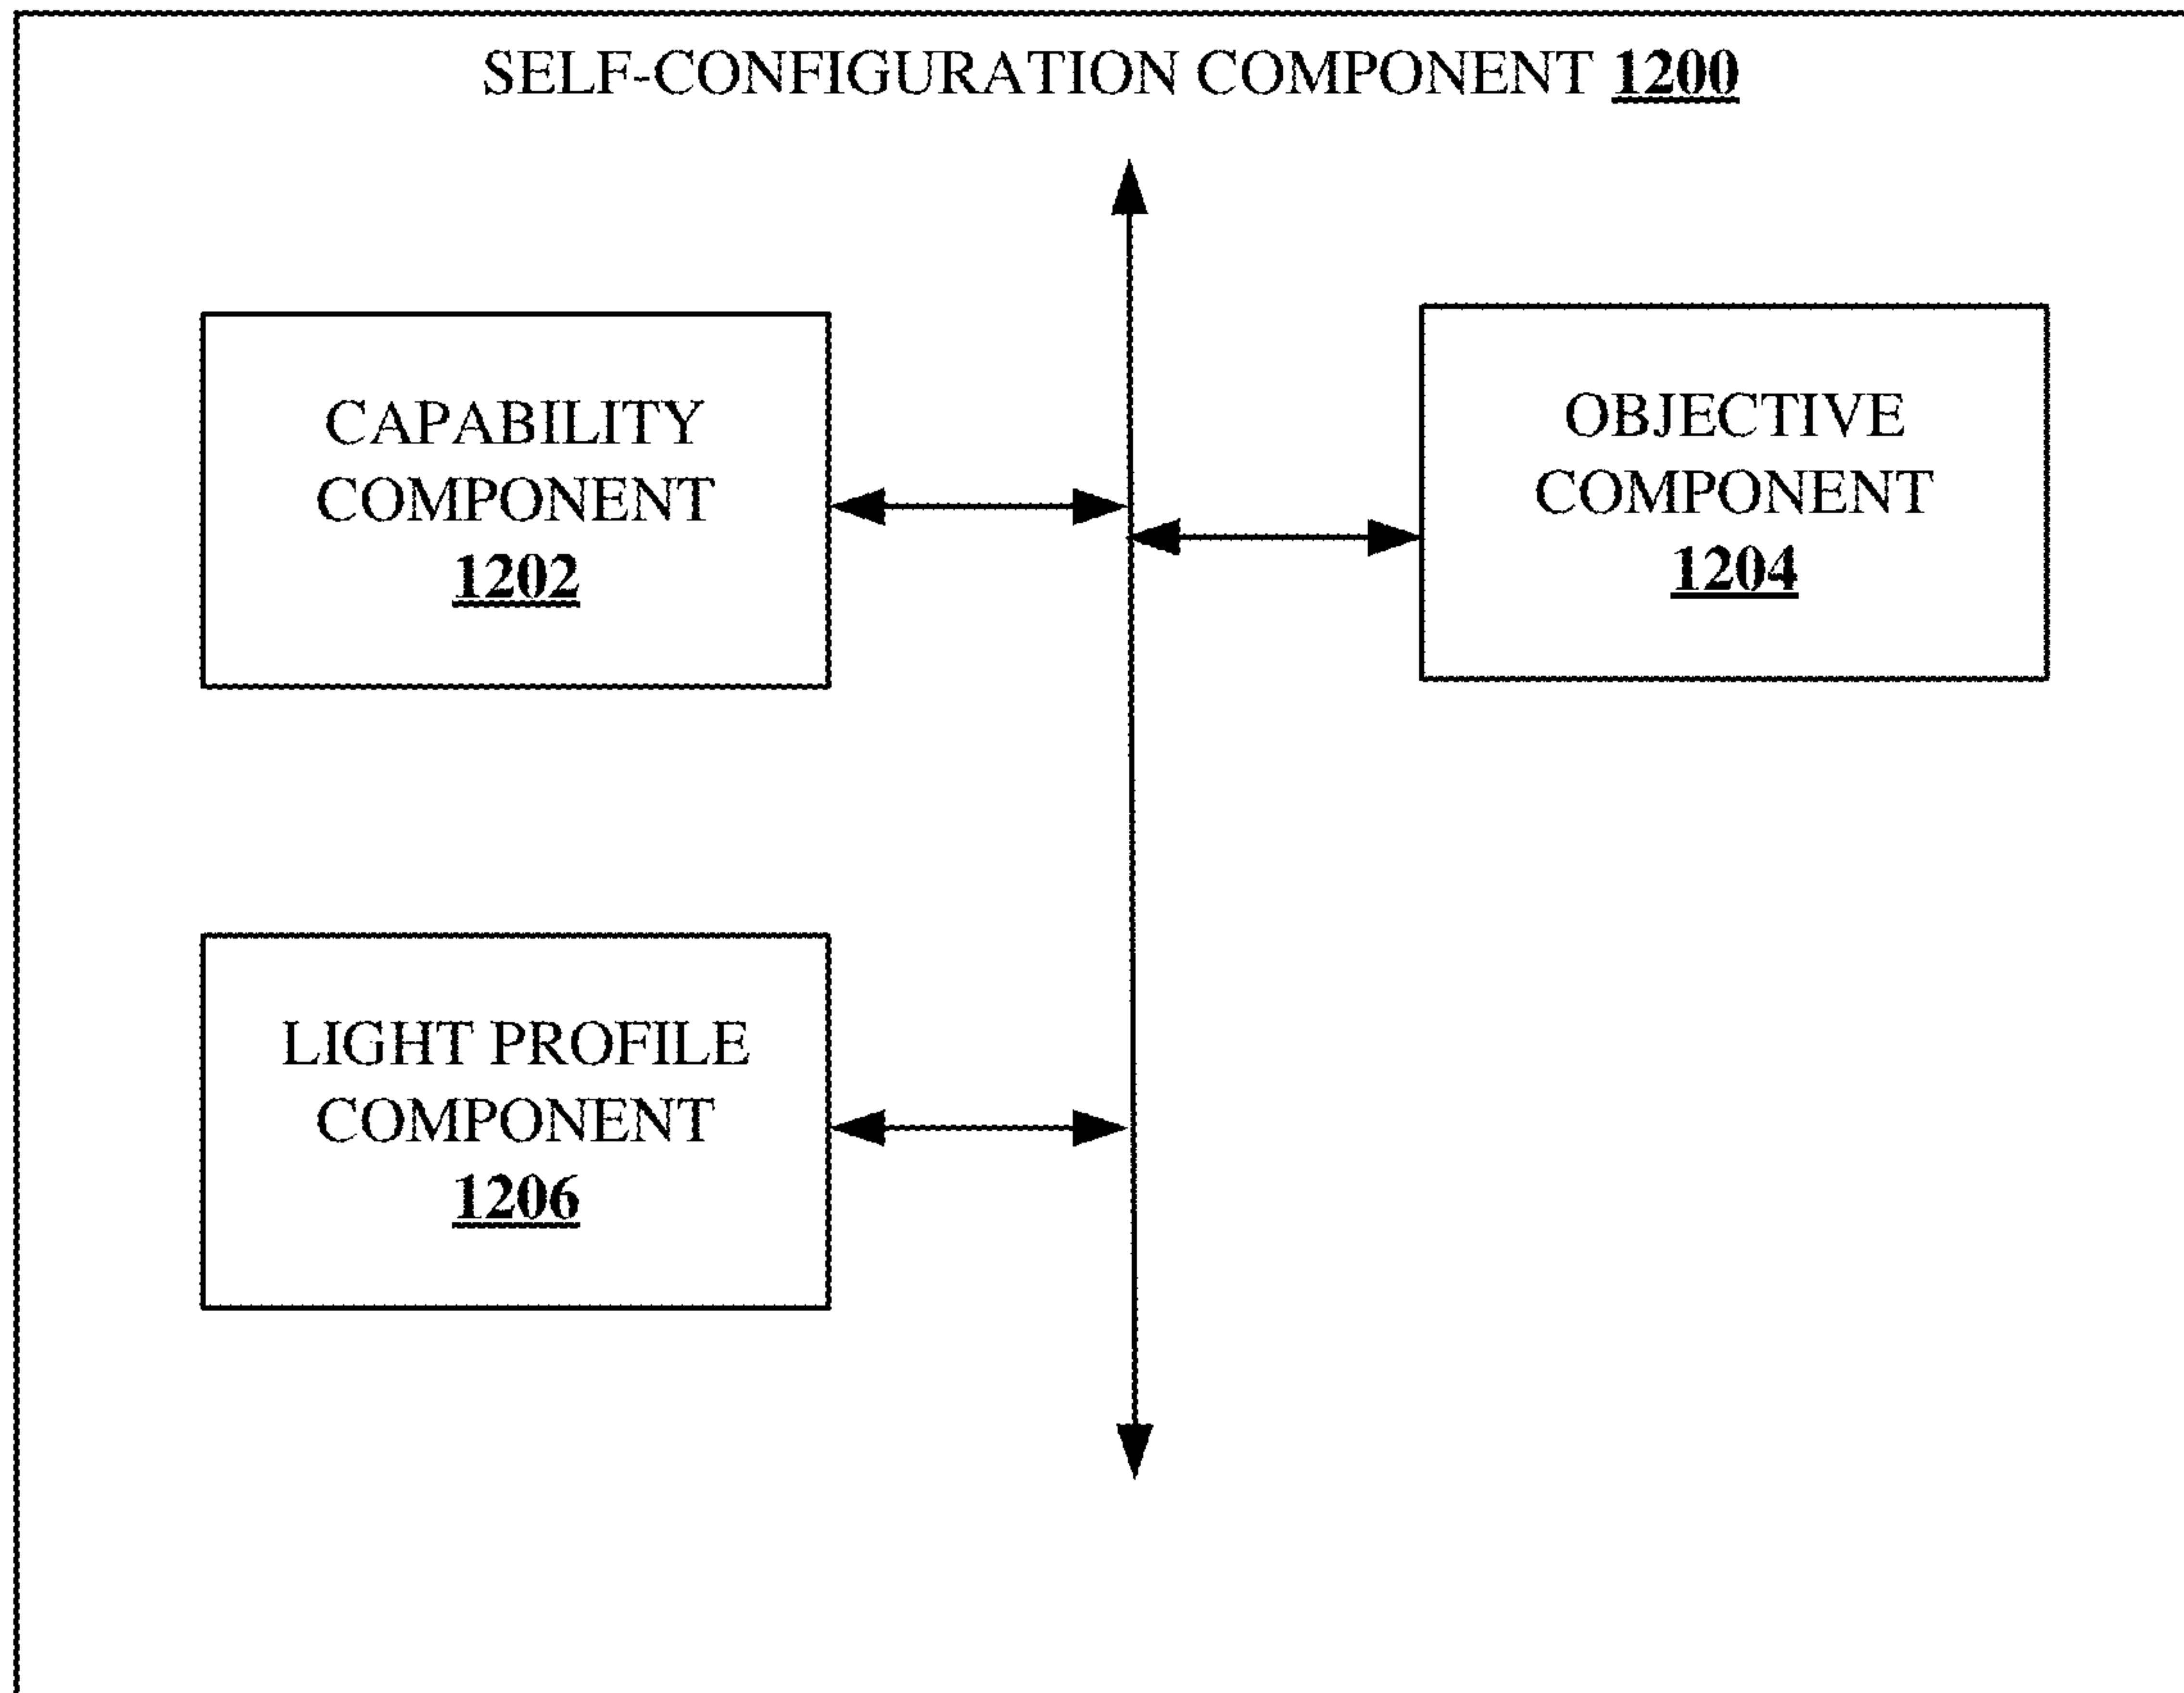 SELF-CONFIGURATION COMPONENT 1200
CAPABILITY
COMPONENT
1202
OBJECTIVE
COMPONENT
1204
LIGHT PROFILE
COMPONENT
1206